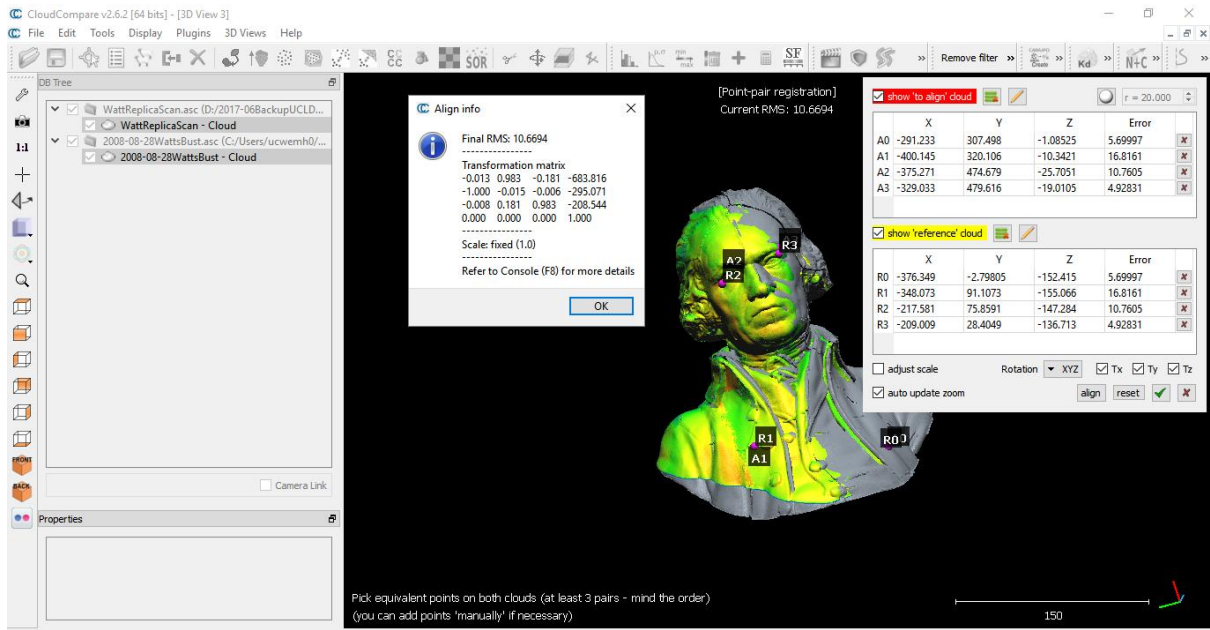 CloudCompare v2.6.2 [64 bits] - [3D View 3]
File Edit Tools Display Plugins 3D Views Help
SOR
SF
Remove filter
Kd
N+C
DB Tree
WattReplicaScan.asc (D:/2017-06BackupUCLD...
WattReplicaScan - Cloud
2008-08-28WattsBust.asc (C:/Users/ucwemh0/...
2008-08-28WattsBust - Cloud
1:1
FRONT
BACK
Camera Link
Properties
Align info
Final RMS: 10.6694
----------------
Transformation matrix
-0.013 0.983 -0.181 -683.816
-1.000 -0.015 -0.006 -295.071
-0.008 0.181 0.983 -208.544
0.000 0.000 0.000 1.000
----------------
Scale: fixed (1.0)
----------------
Refer to Console (F8) for more details
OK
[Point-pair registration]
Current RMS: 10.6694
A2
R2
R3
R1
A1
R0
show 'to align' cloud
r = 20.000
X Y Z Error
A0 -291.233 307.498 -1.08525 5.69997
A1 -400.145 320.106 -10.3421 16.8161
A2 -375.271 474.679 -25.7051 10.7605
A3 -329.033 479.616 -19.0105 4.92831
show 'reference' cloud
X Y Z Error
R0 -376.349 -2.79805 -152.415 5.69997
R1 -348.073 91.1073 -155.066 16.8161
R2 -217.581 75.8591 -147.284 10.7605
R3 -209.009 28.4049 -136.713 4.92831
adjust scale Rotation XYZ Tx Ty Tz
auto update zoom align reset
Pick equivalent points on both clouds (at least 3 pairs - mind the order)
(you can add points 'manually' if necessary)
150